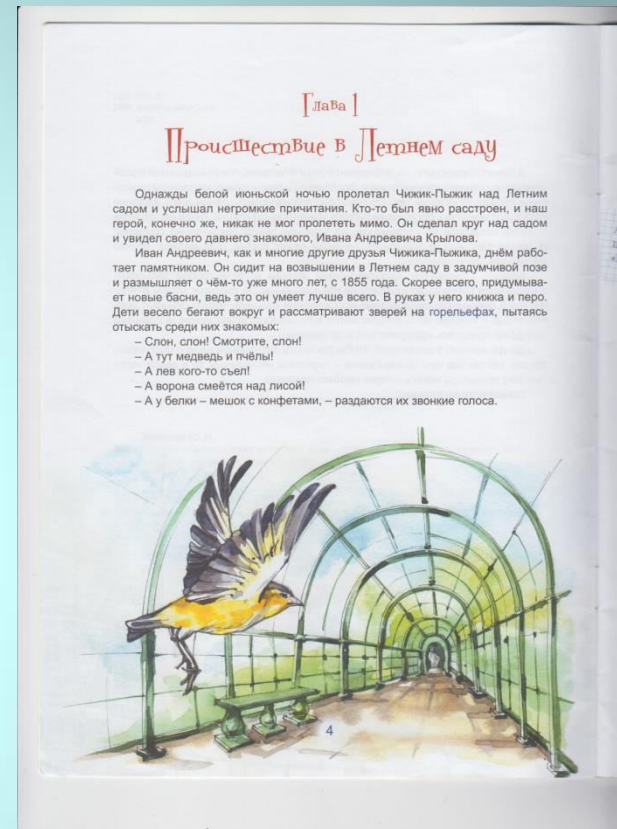 Глава 1
Происшествие в Летнем саду
Однажды белой июньской ночью пролетал Чижик-Пыжик над Летним
садом и услышал негромкие причитания. Кто-то был явно расстроен, и наш
герой, конечно же, никак не мог пролететь мимо. Он сделал круг над садом
и увидел своего давнего знакомого, Ивана Андреевича Крылова.
Иван Андреевич, как и многие другие друзья Чижика-Пыжика, днём рабо-
тает памятником. Он сидит на возвышении в Летнем саду в задумчивой позе
и размышляет о чём-то уже много лет, с 1855 года. Скорее всего, придумыва-
ет новые басни, ведь это он умеет лучше всего. В руках у него книжка и перо.
Дети весело бегают вокруг и рассматривают зверей на горельефах, пытаясь
отыскать среди них знакомых:
– Слон, слон! Смотрите, слон!
– А тут медведь и пчёлы!
– А лев кого-то съел!
– А ворона смеётся над лисой!
– А у белки – мешок с конфетами, – раздаются их звонкие голоса.
4